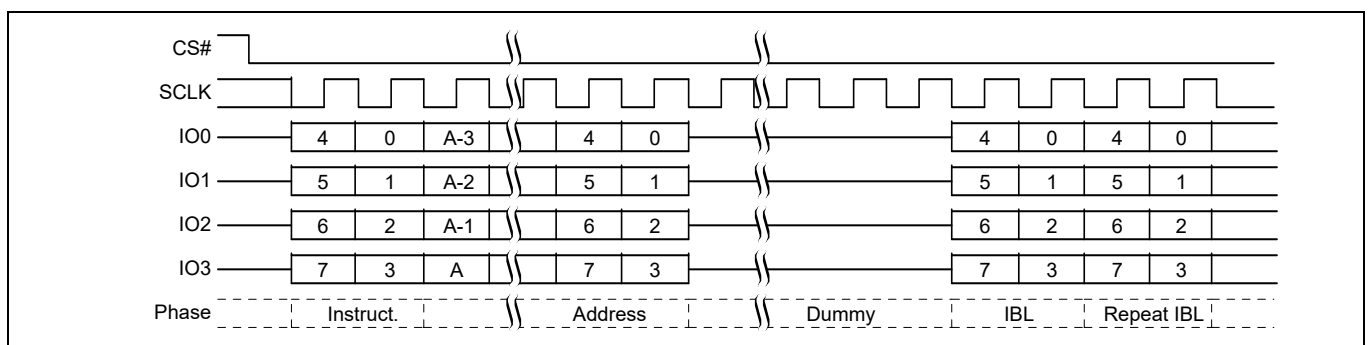 CS#
SCLK
IO0 4 0 A-3 4 0 4 0 4 0
IO1 5 1 A-2 5 1 5 1 5 1
IO2 6 2 A-1 6 2 6 2 6 2
IO3 7 3 A 7 3 7 3 7 3
Phase Instruct. Address Dummy IBL Repeat IBL